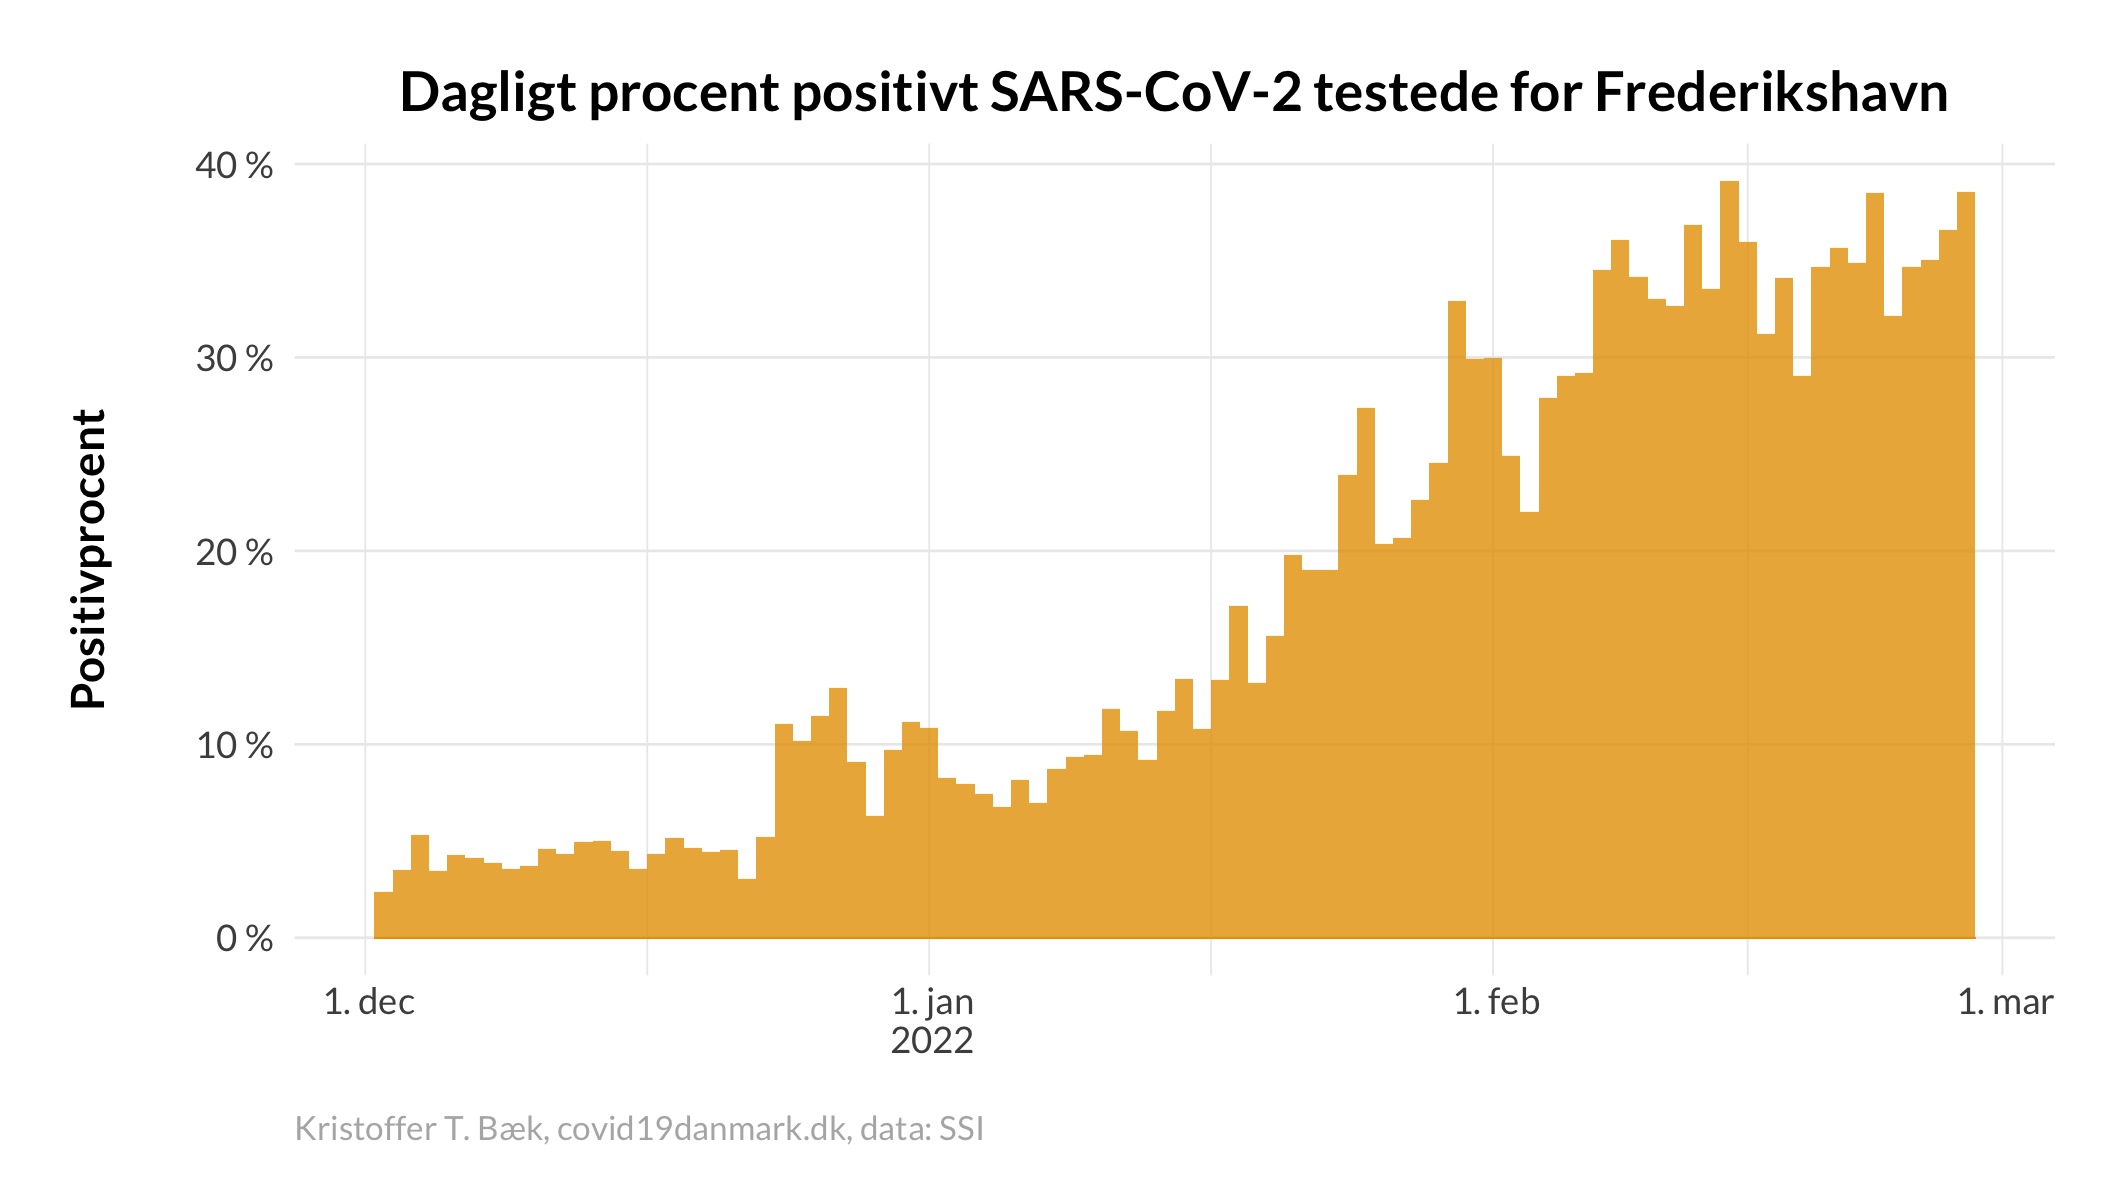 Dagligt procent positivt SARS-CoV-2 testede for Frederikshavn
Positivprocent
40 %
30 %
20 %
10 %
0 %
1. dec
1. jan
2022
1. feb
1. mar
Kristoffer T. Bæk, covid19danmark.dk, data: SSI